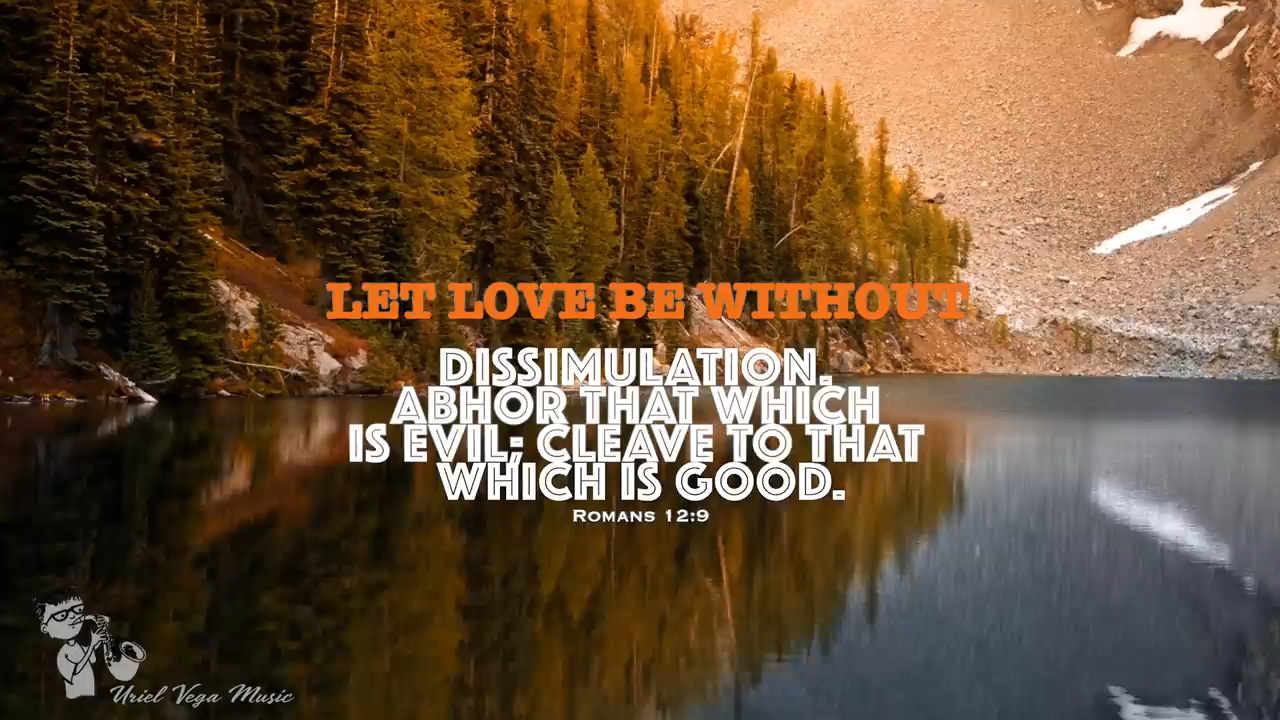 LET LOVE BE WITHOUT
DISSIMULATION.
ABHOR THAT WHICH
IS EVIL; CLEAVE TO THAT
WHICH IS GOOD.
ROMANS 12:9
Uriel Vega Music